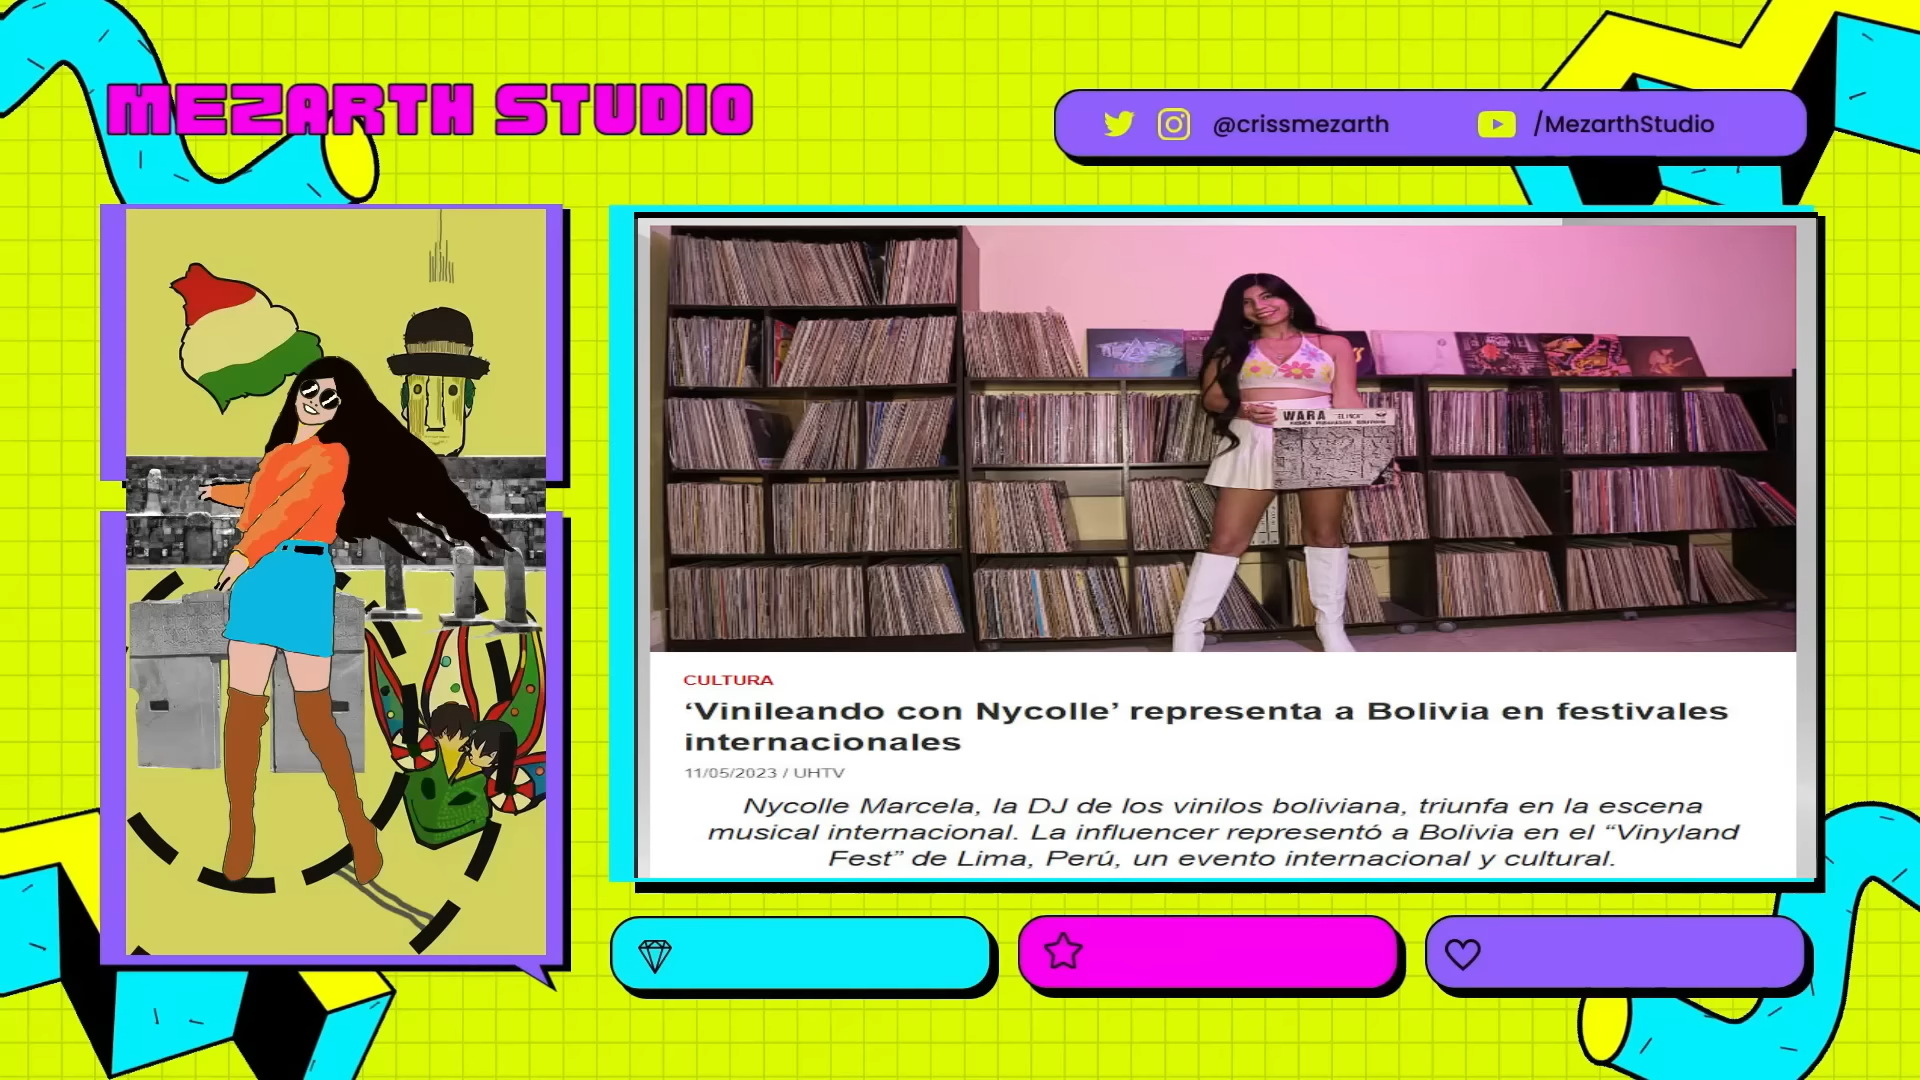 MEZARTH STUDIO
@crissmezarth
/MezarthStudio
WARA
CULTURA
‘Vinileando con Nycolle’ representa a Bolivia en festivales
internacionales
11/05/2023 / UHTV
Nycolle Marcela, la DJ de los vinilos boliviana, triunfa en la escena
musical internacional. La influencer representó a Bolivia en el “Vinyland
Fest” de Lima, Perú, un evento internacional y cultural.